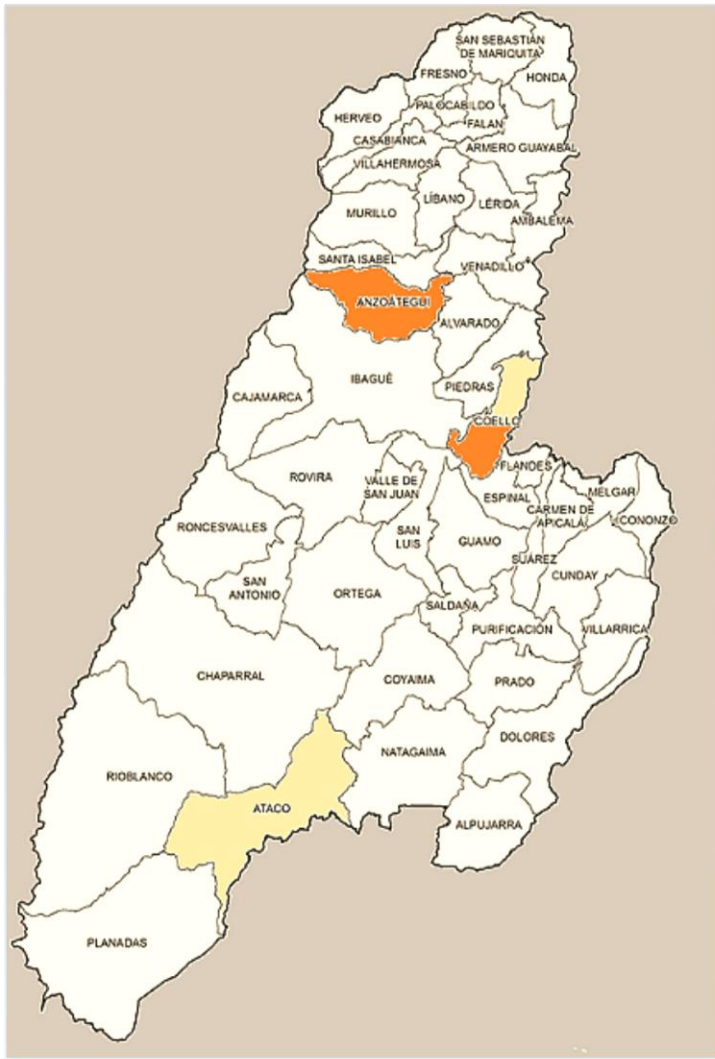 SAN SEBASTIÁN
DE MARIQUITA
FRESNO
HONDA
PALOCABILDO
HERVEO
FALAN
CASABIANCA
ARMERO GUAYABAL
VILLAHERMOSA
LÍBANO
LÉRIDA
MURILLO
AMBALEMA
SANTA ISABEL
VENADILLO
ANZOÁTEGUI
ALVARADO
IBAGUÉ
PIEDRAS
CAJAMARCA
COELLO
FLANDES
ROVIRA
VALLE DE
SAN JUAN
ESPINAL
MELGAR
CARMEN DE
APICALÁ
ICONONZO
RONCESVALLES
SAN
LUIS
GUAMO
SUÁREZ
CUNDAY
SAN
ANTONIO
ORTEGA
SALDAÑA
PURIFICACIÓN
VILLARRICA
CHAPARRAL
COYAIMA
PRADO
DOLORES
NATAGAIMA
RIOBLANCO
ATACO
ALPUJARRA
PLANADAS